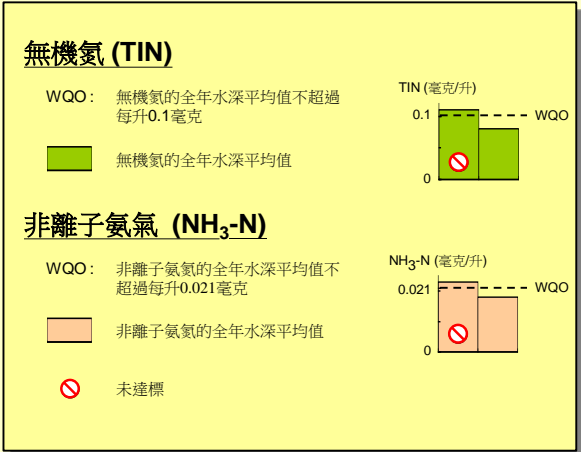 無機氮 (TIN)
WQO : 無機氮的全年水深平均值不超過
每升0.1毫克
無機氮的全年水深平均值
TIN (毫克/升)
0.1
WQO
0
非離子氨氣 (NH3-N)
WQO : 非離子氨氮的全年水深平均值不
超過每升0.021毫克
非離子氨氮的全年水深平均值
NH3-N (毫克/升)
0.021
WQO
0
未達標